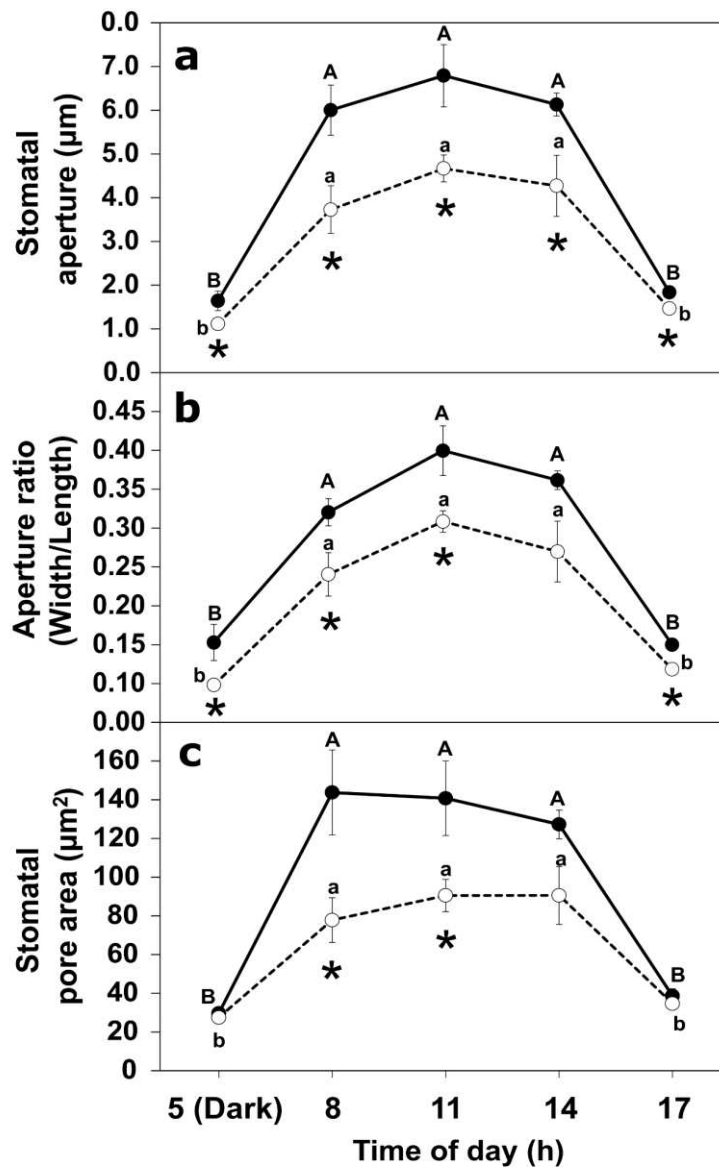 a
Stomatal
aperture (µm)
0.0
7.0
6.0
5.0
4.0
3.0
2.0
1.0
0.0
A
A
A
a
a
a
B
b
B
b
*
*
*
*
*
b
Aperture ratio
(Width/Length)
0.45
0.40
0.35
0.30
0.25
0.20
0.15
0.10
0.00
A
A
A
a
a
a
B
b
B
b
*
*
*
*
c
Stomatal
pore area (µm²)
160
140
120
100
80
60
40
20
0
A
A
A
a
a
a
B
b
B
b
*
*
5 (Dark) 8 11 14 17
Time of day (h)